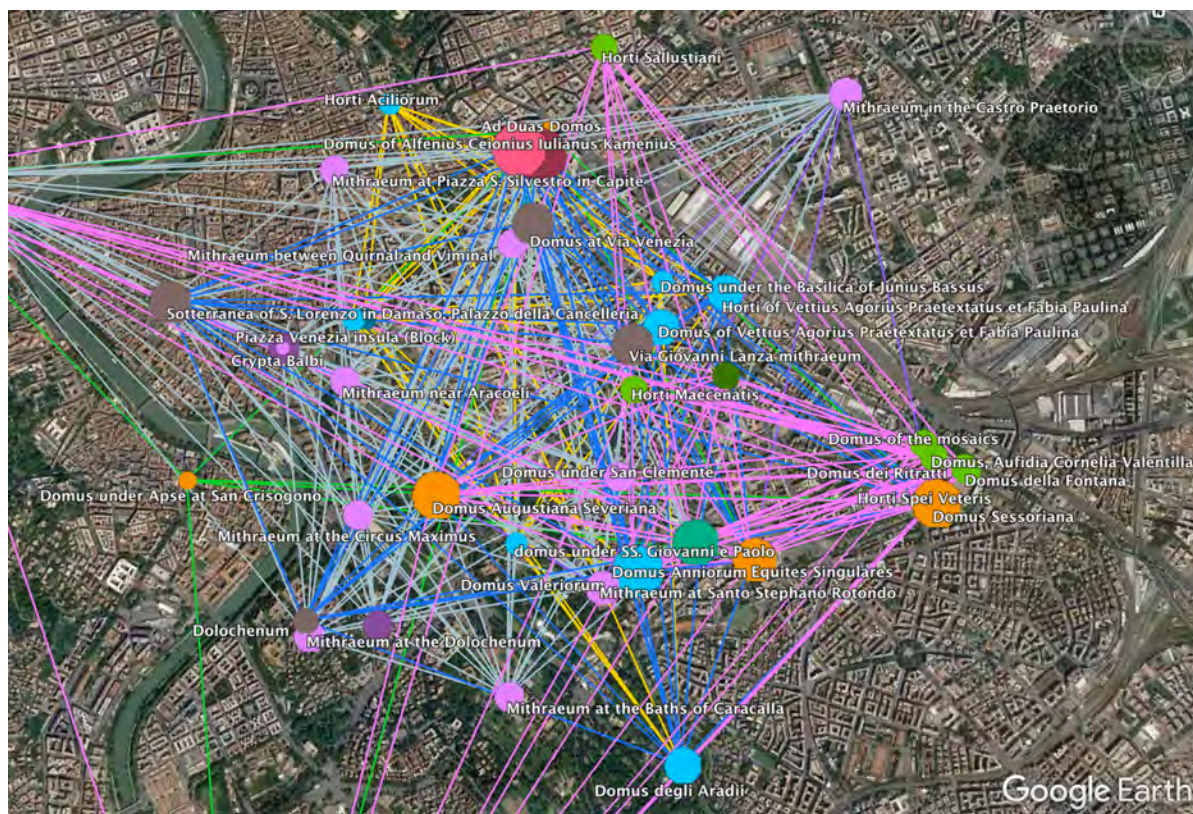 Horti Sallustiani
Horti Aciliorum
Mithraeum in the Castro Praetorio
Ad Duas Domos
Domus of Alfenius Ceionius Iulianus Kamenius
Mithraeum at Piazza S. Silvestro in Capite
Domus at Via Venezia
Mithraeum between Quirnal and Viminal
Domus under the Basilica of Junius Bassus
Horti of Vettius Agorius Praetextatus et Fabia Paulina
Sotterranea of S. Lorenzo in Damaso, Palazzo della Cancelleria
Domus of Vettius Agorius Praetextatus et Fabia Paulina
Piazza Venezia insula (Block)
Via Giovanni Lanza mithraeum
Crypta Balbi
Mithraeum near Aracoeli
Horti Maecenatis
Domus of the mosaics
Domus, Aufidia Cornelia Valentilla
Domus under San Clemente
Domus dei Ritratti
Domus della Fontana
Domus under Apse at San Crisogono
Horti Spei Veteris
Domus Augustiana Severiana
Domus Sessoriana
Mithraeum at the Circus Maximus
domus under SS. Giovanni e Paolo
Domus Anniorum Equites Singulares
Domus Valeriorum
Mithraeum at Santo Stephano Rotondo
Dolochenum
Mithraeum at the Dolochenum
Mithraeum at the Baths of Caracalla
Domus degli Aradii
Google Earth